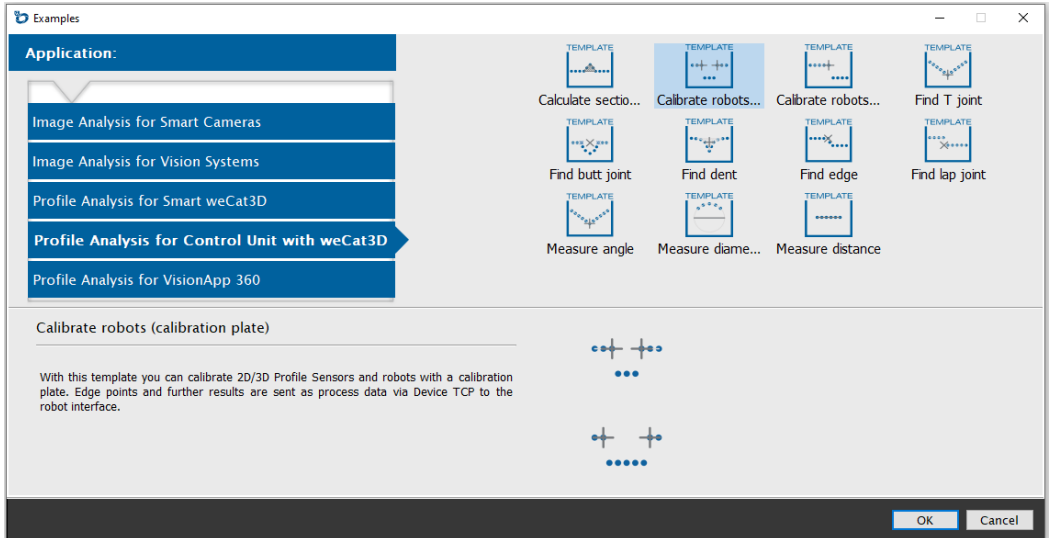 Examples
Application:
Image Analysis for Smart Cameras
Image Analysis for Vision Systems
Profile Analysis for Smart weCat3D
Profile Analysis for Control Unit with weCat3D
Profile Analysis for VisionApp 360
TEMPLATE TEMPLATE TEMPLATE TEMPLATE
Calculate sectio... Calibrate robots... Calibrate robots... Find T joint
TEMPLATE TEMPLATE TEMPLATE TEMPLATE
Find butt joint Find dent Find edge Find lap joint
TEMPLATE TEMPLATE TEMPLATE
Measure angle Measure diame... Measure distance
Calibrate robots (calibration plate)
With this template you can calibrate 2D/3D Profile Sensors and robots with a calibration
plate. Edge points and further results are sent as process data via Device TCP to the
robot interface.
OK Cancel